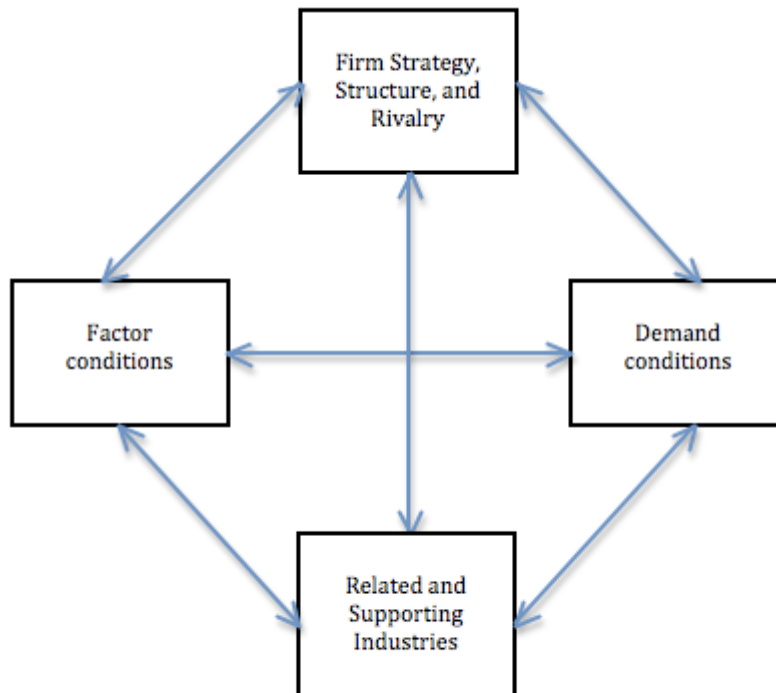 Firm Strategy,
Structure, and
Rivalry
Factor
conditions
Demand
conditions
Related and
Supporting
Industries